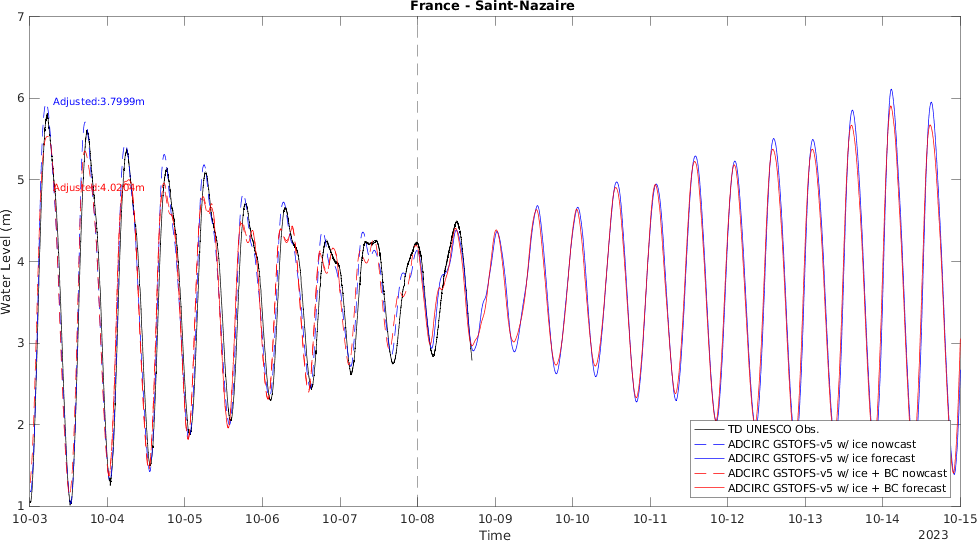 France - Saint-Nazaire
7
6
5
4
3
2
1
Water Level (m)
Adjusted:3.7999m
Adjusted:4.0204m
TD UNESCO Obs.
ADCIRC GSTOFS-v5 w/ ice nowcast
ADCIRC GSTOFS-v5 w/ ice forecast
ADCIRC GSTOFS-v5 w/ ice + BC nowcast
ADCIRC GSTOFS-v5 w/ ice + BC forecast
10-03 10-04 10-05 10-06 10-07 10-08 10-09 10-10 10-11 10-12 10-13 10-14 10-15
Time
2023